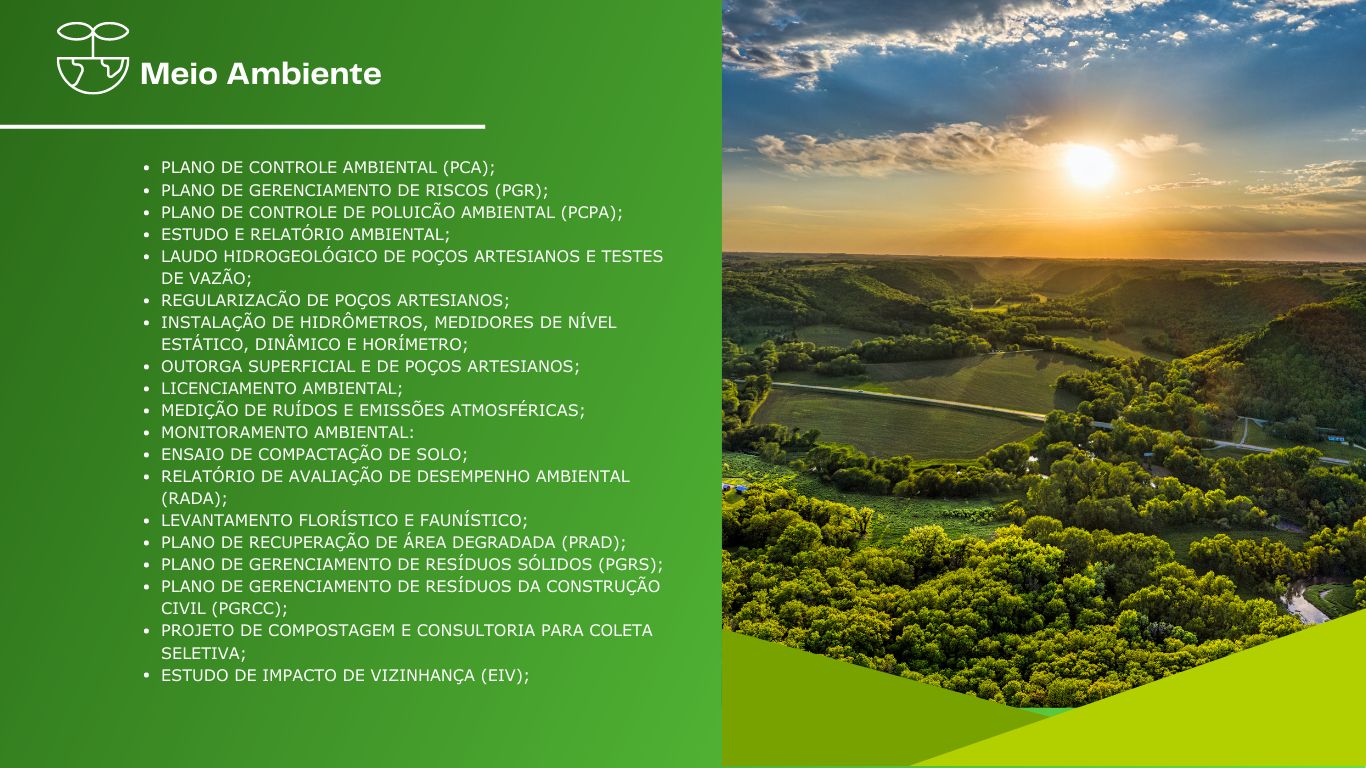 Meio Ambiente
• PLANO DE CONTROLE AMBIENTAL (PCA);
• PLANO DE GERENCIAMENTO DE RISCOS (PGR);
• PLANO DE CONTROLE DE POLUICÃO AMBIENTAL (PCPA);
• ESTUDO E RELATÓRIO AMBIENTAL;
• LAUDO HIDROGEOLÓGICO DE POÇOS ARTESIANOS E TESTES
DE VAZÃO;
• REGULARIZACÃO DE POÇOS ARTESIANOS;
• INSTALAÇÃO DE HIDRÔMETROS, MEDIDORES DE NÍVEL
ESTÁTICO, DINÂMICO E HORÍMETRO;
• OUTORGA SUPERFICIAL E DE POÇOS ARTESIANOS;
• LICENCIAMENTO AMBIENTAL;
• MEDIÇÃO DE RUÍDOS E EMISSÕES ATMOSFÉRICAS;
• MONITORAMENTO AMBIENTAL:
• ENSAIO DE COMPACTAÇÃO DE SOLO;
• RELATÓRIO DE AVALIAÇÃO DE DESEMPENHO AMBIENTAL
(RADA);
• LEVANTAMENTO FLORÍSTICO E FAUNÍSTICO;
• PLANO DE RECUPERAÇÃO DE ÁREA DEGRADADA (PRAD);
• PLANO DE GERENCIAMENTO DE RESÍDUOS SÓLIDOS (PGRS);
• PLANO DE GERENCIAMENTO DE RESÍDUOS DA CONSTRUÇÃO
CIVIL (PGRCC);
• PROJETO DE COMPOSTAGEM E CONSULTORIA PARA COLETA
SELETIVA;
• ESTUDO DE IMPACTO DE VIZINHANÇA (EIV);